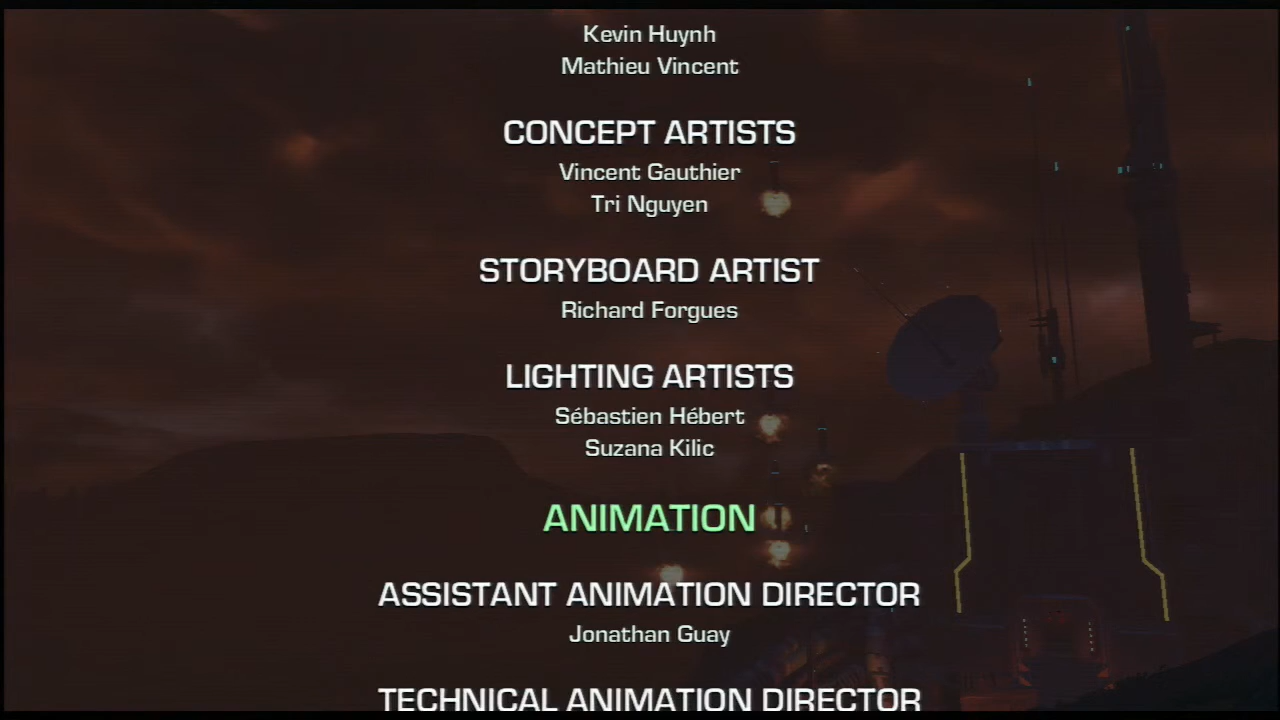 Kevin Huynh
Mathieu Vincent
CONCEPT ARTISTS
Vincent Gauthier
Tri Nguyen
STORYBOARD ARTIST
Richard Forgues
LIGHTING ARTISTS
Sébastien Hébert
Suzana Kilic
ANIMATION
ASSISTANT ANIMATION DIRECTOR
Jonathan Guay
TECHNICAL ANIMATION DIRECTOR